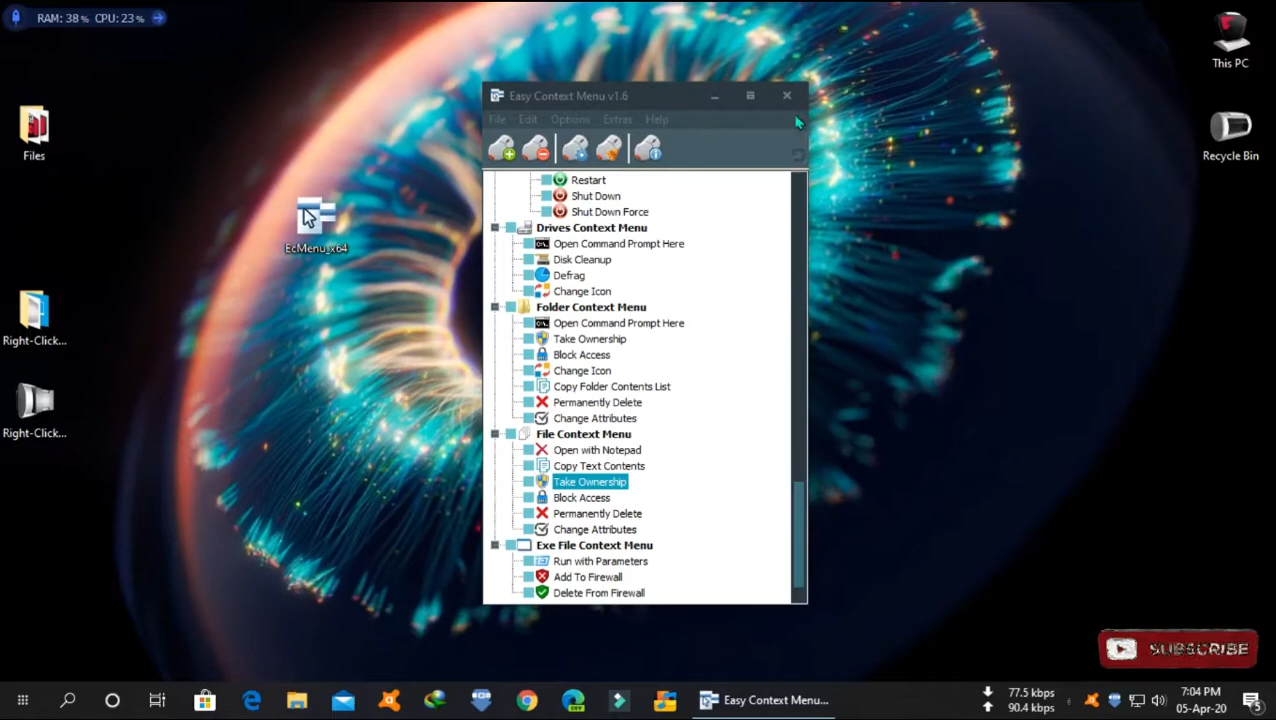 RAM: 38% CPU: 23%
This PC
Files
Recycle Bin
EcMenu_x64
Right-Click...
Right-Click...
Easy Context Menu v1.6
File Edit Options Extras Help
Restart
Shut Down
Shut Down Force
Drives Context Menu
Open Command Prompt Here
Disk Cleanup
Defrag
Change Icon
Folder Context Menu
Open Command Prompt Here
Take Ownership
Block Access
Change Icon
Copy Folder Contents List
Permanently Delete
Change Attributes
File Context Menu
Open with Notepad
Copy Text Contents
Take Ownership
Block Access
Permanently Delete
Change Attributes
Exe File Context Menu
Run with Parameters
Add To Firewall
Delete From Firewall
SUBSCRIBE
Easy Context Menu...
77.5 kbps
90.4 kbps
7:04 PM
05-Apr-20
5